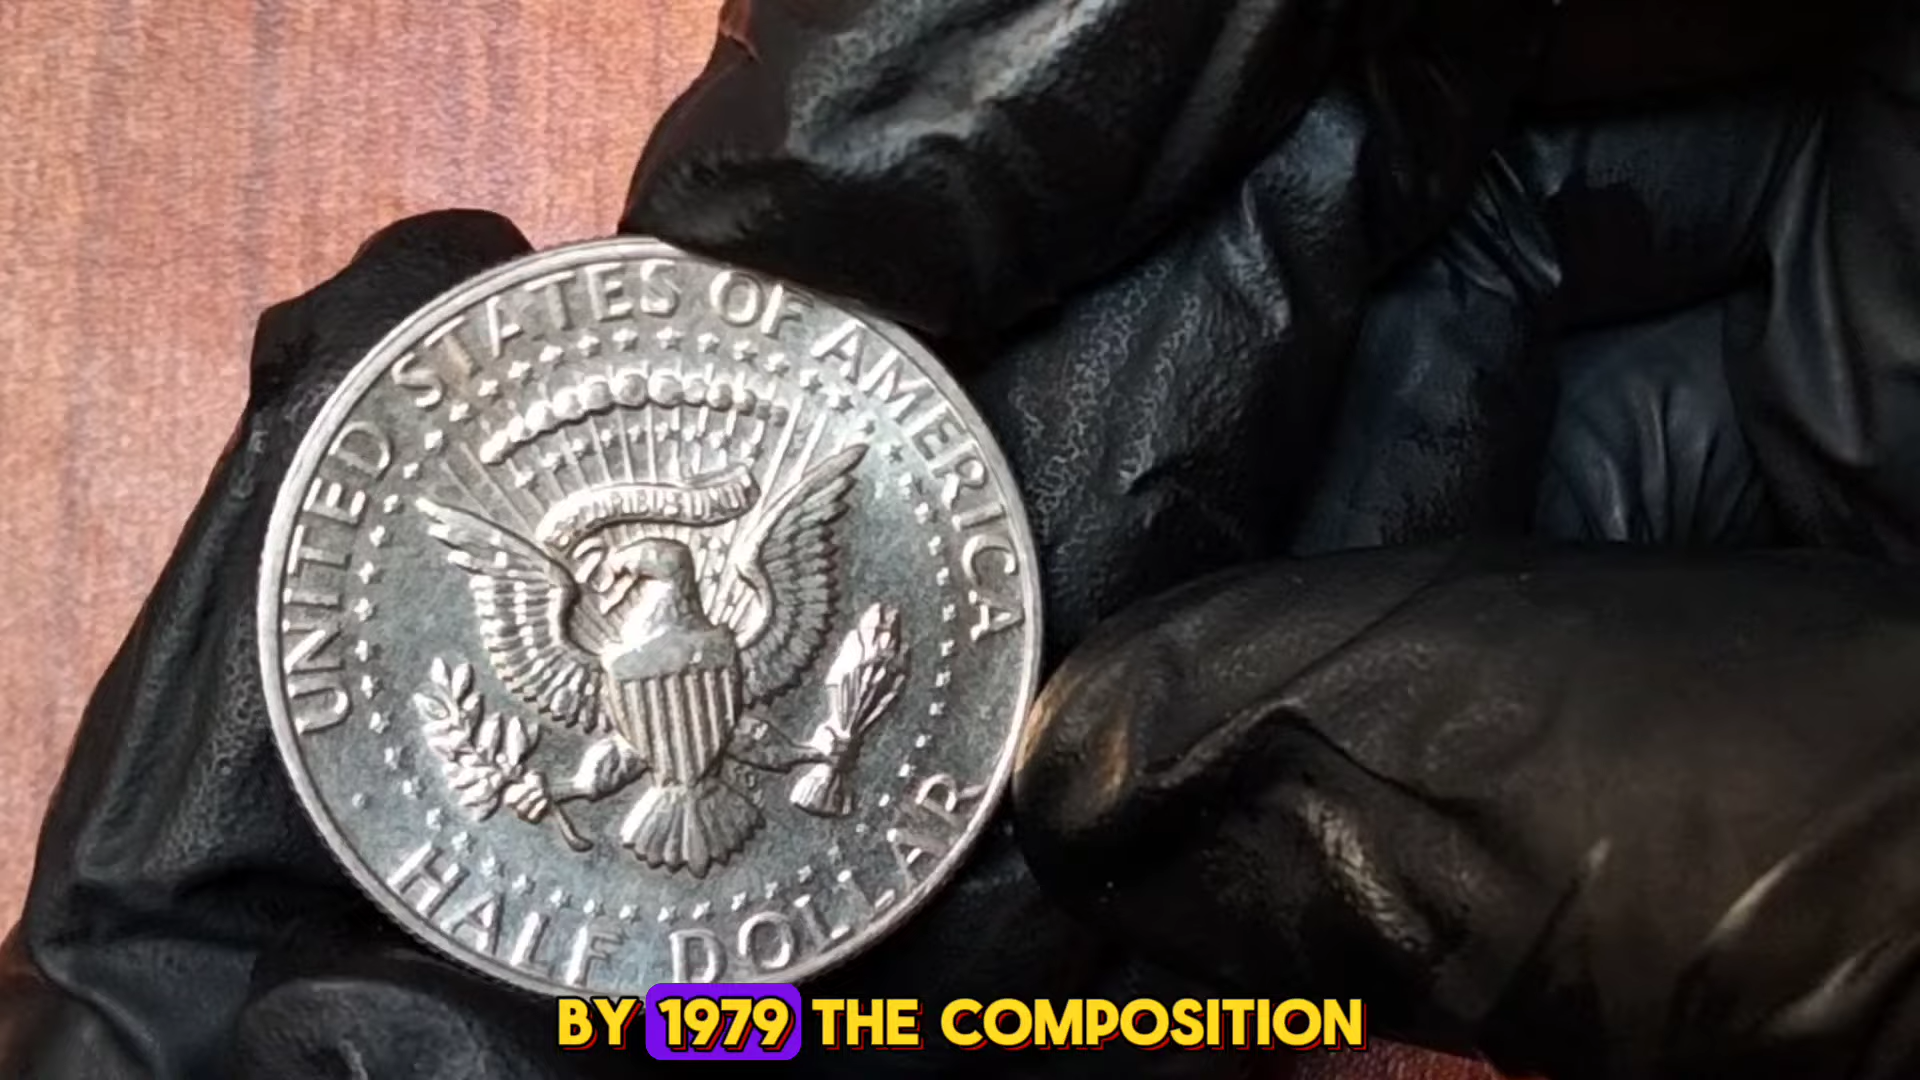 UNITED STATES OF AMERICA
HALF DOLLAR
BY 1979 THE COMPOSITION